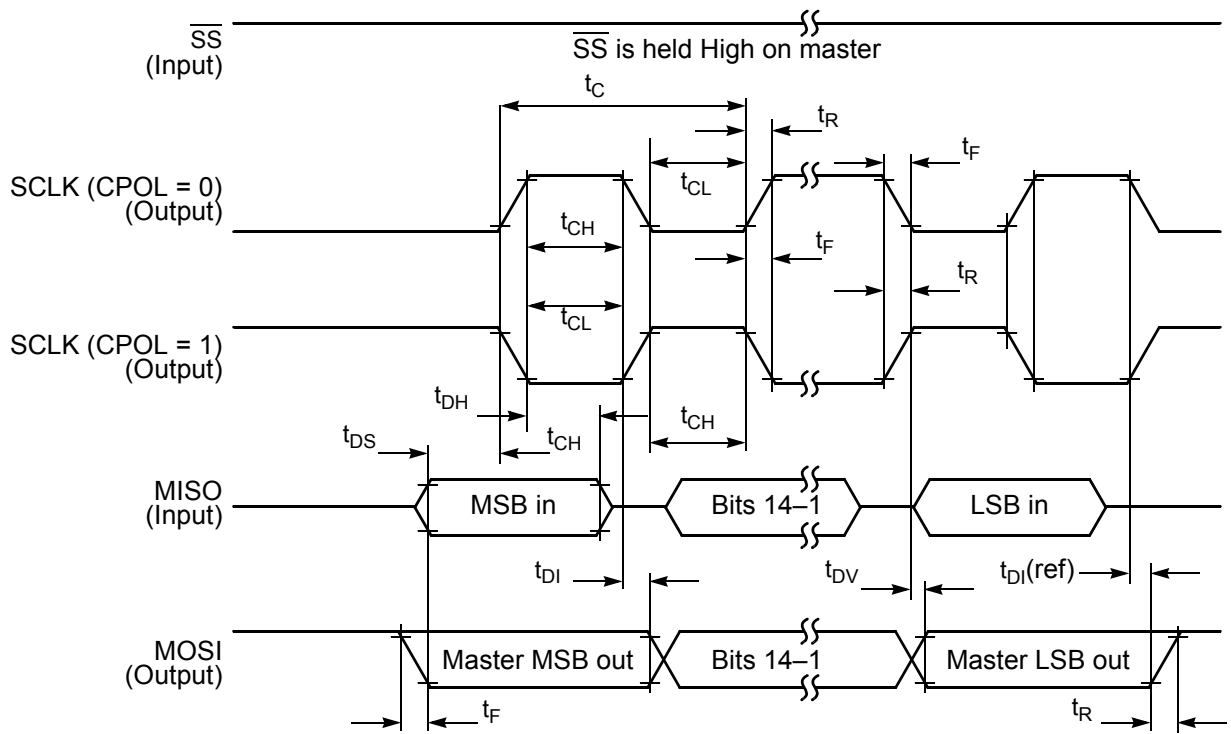 SS
(Input)
SS is held High on master
tC
tR
tF
SCLK (CPOL = 0)
(Output)
tCL
tCH
tF
tR
tCL
SCLK (CPOL = 1)
(Output)
tDH
tCH
tDS
tCH
MISO
(Input)
MSB in
Bits 14–1
LSB in
tDI
tDV
tDI(ref)
MOSI
(Output)
Master MSB out
Bits 14–1
Master LSB out
tF
tR